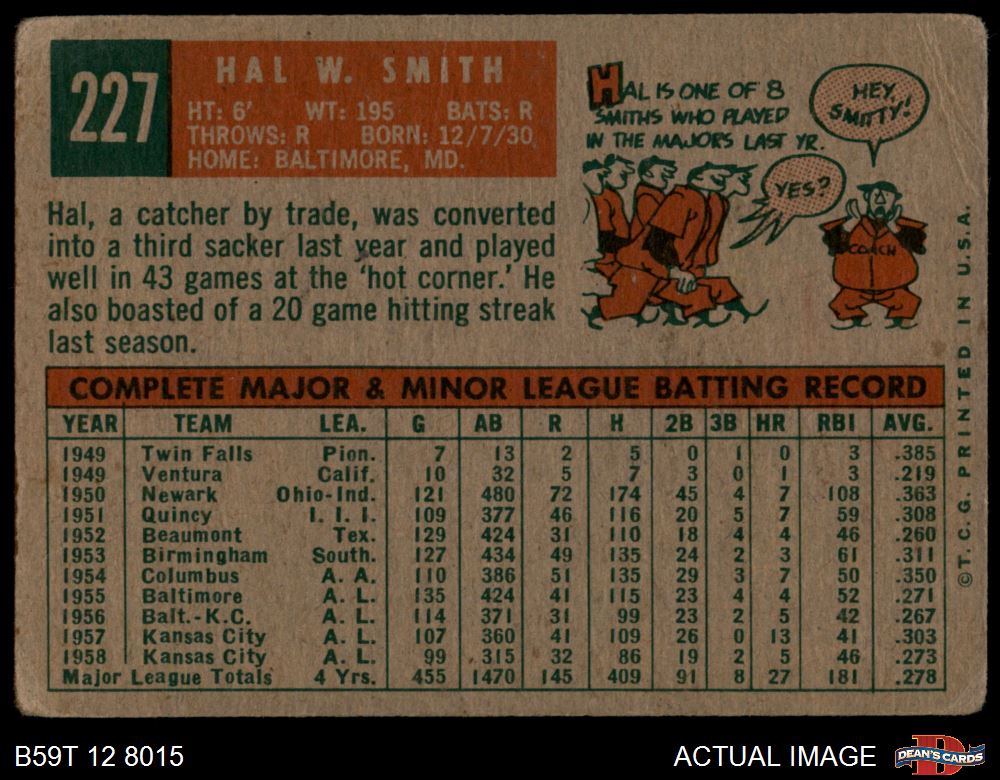 227
HAL W. SMITH
HT: 6' WT: 195 BATS: R
THROWS: R BORN: 12/7/30
HOME: BALTIMORE, MD.
HAL IS ONE OF 8
SMITHS WHO PLAYED
IN THE MAJORS LAST YR.
HEY,
SMITTY!
YES?
COACH
Hal, a catcher by trade, was converted
into a third sacker last year and played
well in 43 games at the 'hot corner.' He
also boasted of a 20 game hitting streak
last season.
COMPLETE MAJOR & MINOR LEAGUE BATTING RECORD
YEAR TEAM LEA. G AB R H 2B 3B HR RBI AVG.
1949 Twin Falls Pion. 7 13 2 5 0 1 0 3 .385
1949 Ventura Calif. 10 32 5 7 3 0 1 3 .219
1950 Newark Ohio-Ind. 121 480 72 174 45 4 7 108 .363
1951 Quincy I. I. I. 109 377 46 116 20 5 7 59 .308
1952 Beaumont Tex. 129 424 31 110 18 4 4 46 .260
1953 Birmingham South. 127 434 49 135 24 2 3 61 .311
1954 Columbus A. A. 110 386 51 135 29 3 7 50 .350
1955 Baltimore A. L. 135 424 41 115 23 4 4 52 .271
1956 Balt.-K.C. A. L. 114 371 31 99 23 2 5 42 .267
1957 Kansas City A. L. 107 360 41 109 26 0 13 41 .303
1958 Kansas City A. L. 99 315 32 86 19 2 5 46 .273
Major League Totals 4 Yrs. 455 1470 145 409 91 8 27 181 .278
©T. C. G. PRINTED IN U.S.A.
B59T 12 8015
ACTUAL IMAGE
D
DEAN'S CARDS